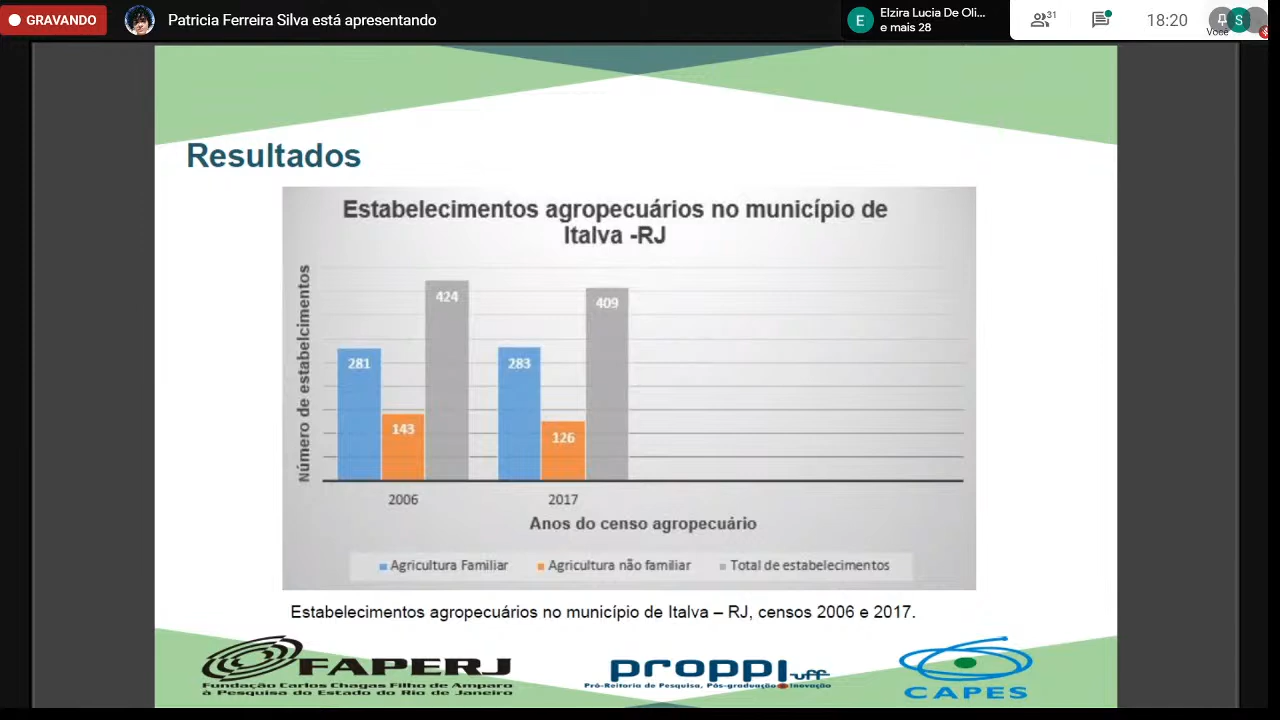 GRAVANDO
Patricia Ferreira Silva está apresentando
E
Elzira Lucia De Oli...
e mais 28
31
18:20
S
Você
Resultados
Estabelecimentos agropecuários no município de
Italva -RJ
Número de estabelcimentos
424
409
281
283
143
126
2006
2017
Anos do censo agropecuário
Agricultura Familiar
Agricultura não familiar
Total de estabelecimentos
Estabelecimentos agropecuários no município de Italva – RJ, censos 2006 e 2017.
FAPERJ
Fundação Carlos Chagas Filho de Amparo
à Pesquisa do Estado do Rio de Janeiro
proppi uff
Pró-Reitoria de Pesquisa, Pós-graduação e Inovação
CAPES